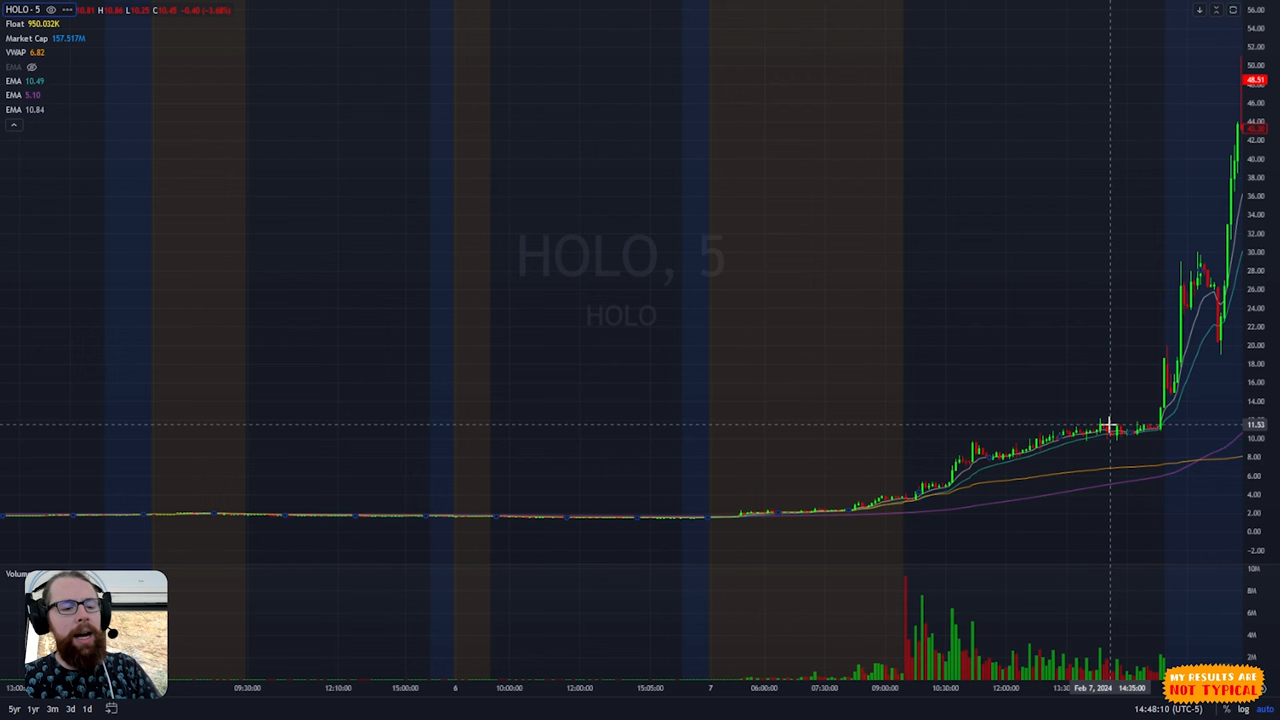 HOLO - 5 10.81 H10.86 L10.25 C10.45 -0.40 (-3.68%)
Float 950.032K
Market Cap 157.517M
VWAP 6.82
EMA
EMA 10.49
EMA 5.10
EMA 10.84
HOLO, 5
HOLO
56.00
54.00
52.00
50.00
48.51
48.00
46.00
44.00
42.00
40.00
38.00
36.00
34.00
32.00
30.00
28.00
26.00
24.00
22.00
20.00
18.00
16.00
14.00
11.53
10.00
8.00
6.00
4.00
2.00
0.00
-2.00
Volum
10M
8M
6M
4M
2M
13:00 09:30:00 12:10:00 15:00:00 6 10:00:00 12:00:00 15:05:00 7 06:00:00 07:30:00 09:00:00 10:30:00 12:00:00 13:30 Feb 7, 2024 14:35:00
MY RESULTS ARE
NOT TYPICAL
5yr 1yr 3m 3d 1d 14:48:10 (UTC-5) % log auto